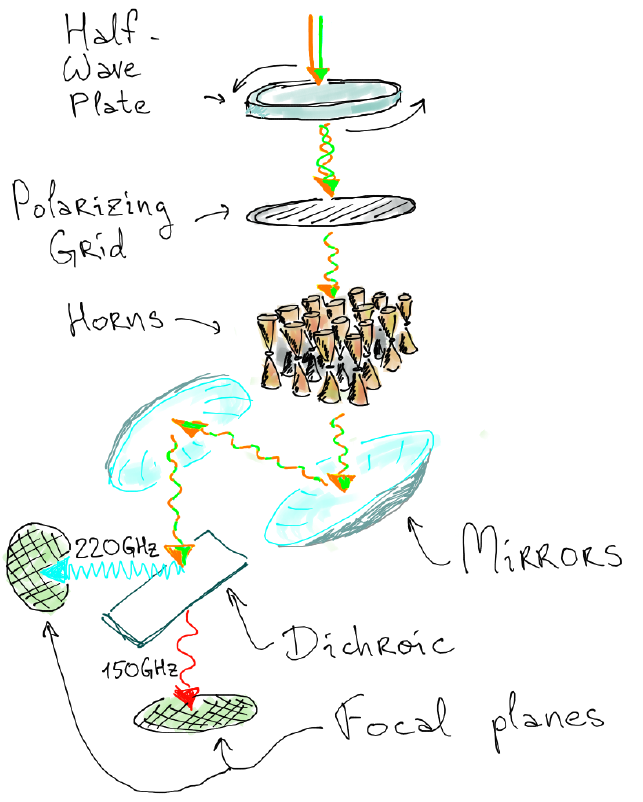 Half-
Wave
Plate
Polarizing
Grid
Horns
220GHz
Mirrors
Dichroic
150GHz
Focal planes